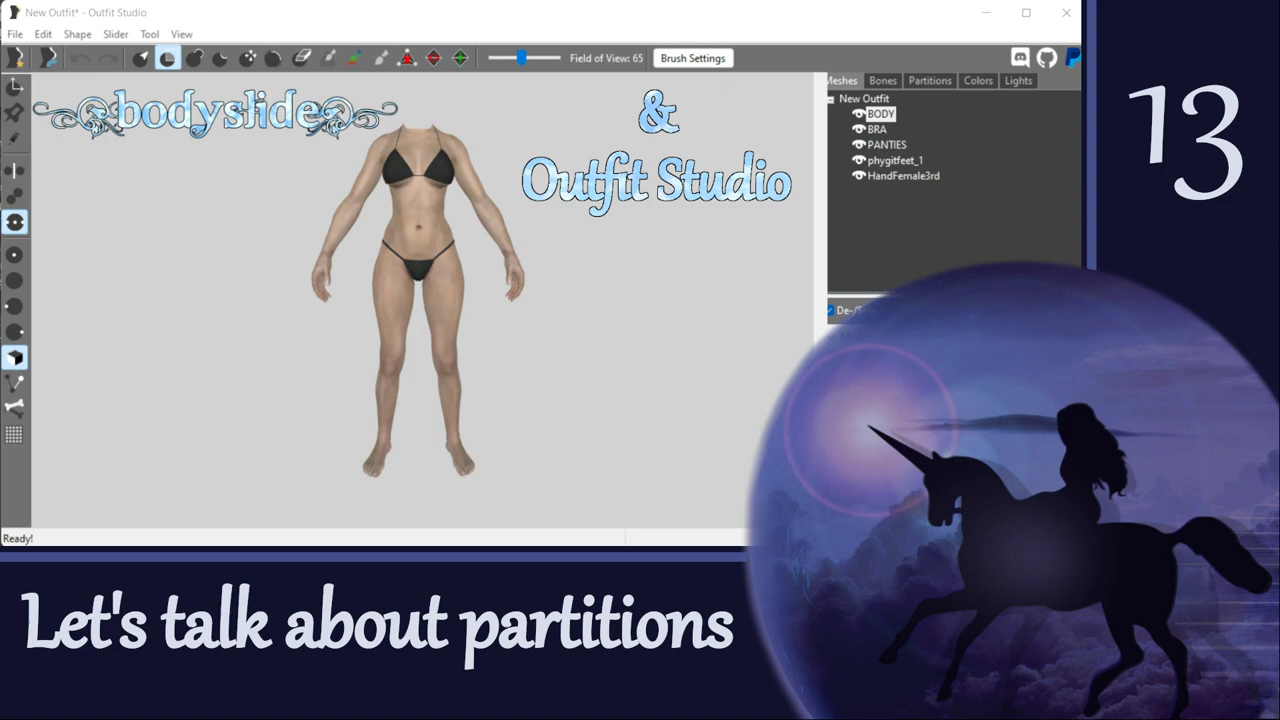 New Outfit* - Outfit Studio
File Edit Shape Slider Tool View
Field of View: 65 Brush Settings
Meshes Bones Partitions Colors Lights
New Outfit
BODY
BRA
PANTIES
phygitfeet_1
HandFemale3rd
bodyslide
&
Outfit Studio
13
De-/S
Ready!
Let's talk about partitions